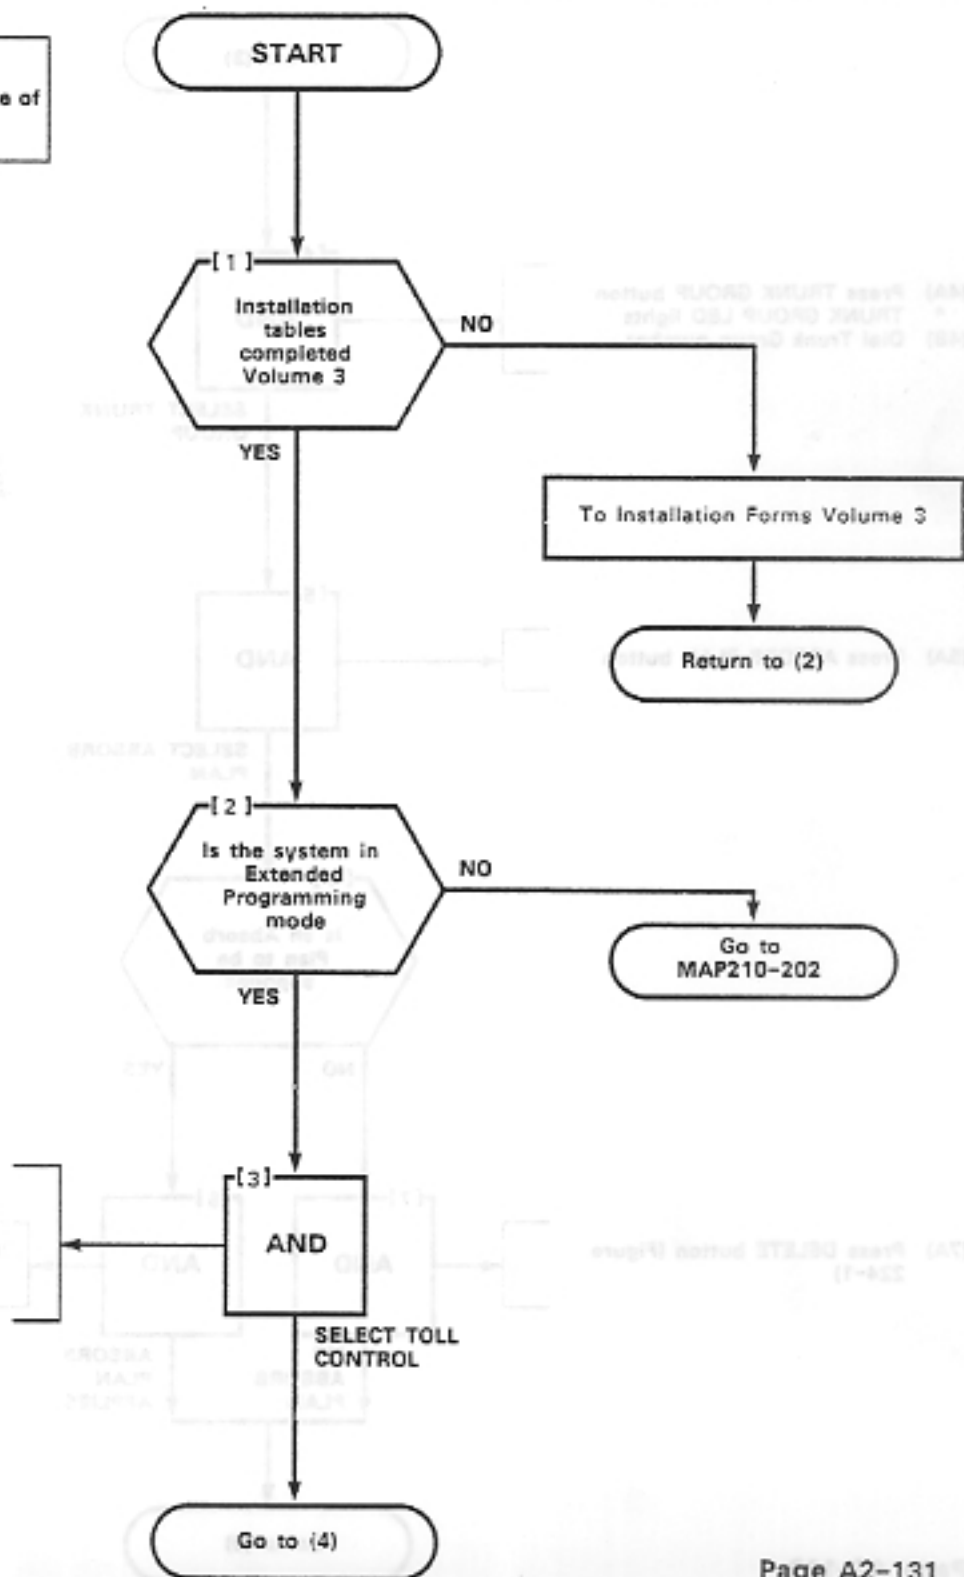 START
e of
[1]
Installation
tables
completed
Volume 3
NO
YES
To Installation Forms Volume 3
Return to (2)
[2]
Is the system in
Extended
Programming
mode
NO
YES
Go to
MAP210-202
[3]
AND
SELECT TOLL
CONTROL
Go to (4)
Page A2-131